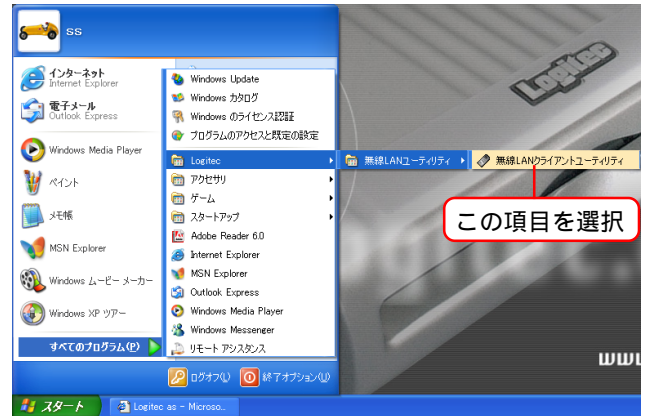 ss
インターネット
Internet Explorer
電子メール
Outlook Express
Windows Media Player
ペイント
メモ帳
MSN Explorer
Windows ムービー メーカー
Windows XP ツアー
すべてのプログラム(P)
Windows Update
Windows カタログ
Windows のライセンス認証
プログラムのアクセスと既定の設定
Logitec
アクセサリ
ゲーム
スタートアップ
Adobe Reader 6.0
Internet Explorer
MSN Explorer
Outlook Express
Windows Media Player
Windows Messenger
リモート アシスタンス
無線LANユーティリティ
無線LANクライアントユーティリティ
この項目を選択
Logitec
ログオフ(L)
終了オプション(U)
スタート
Logitec as - Microso...